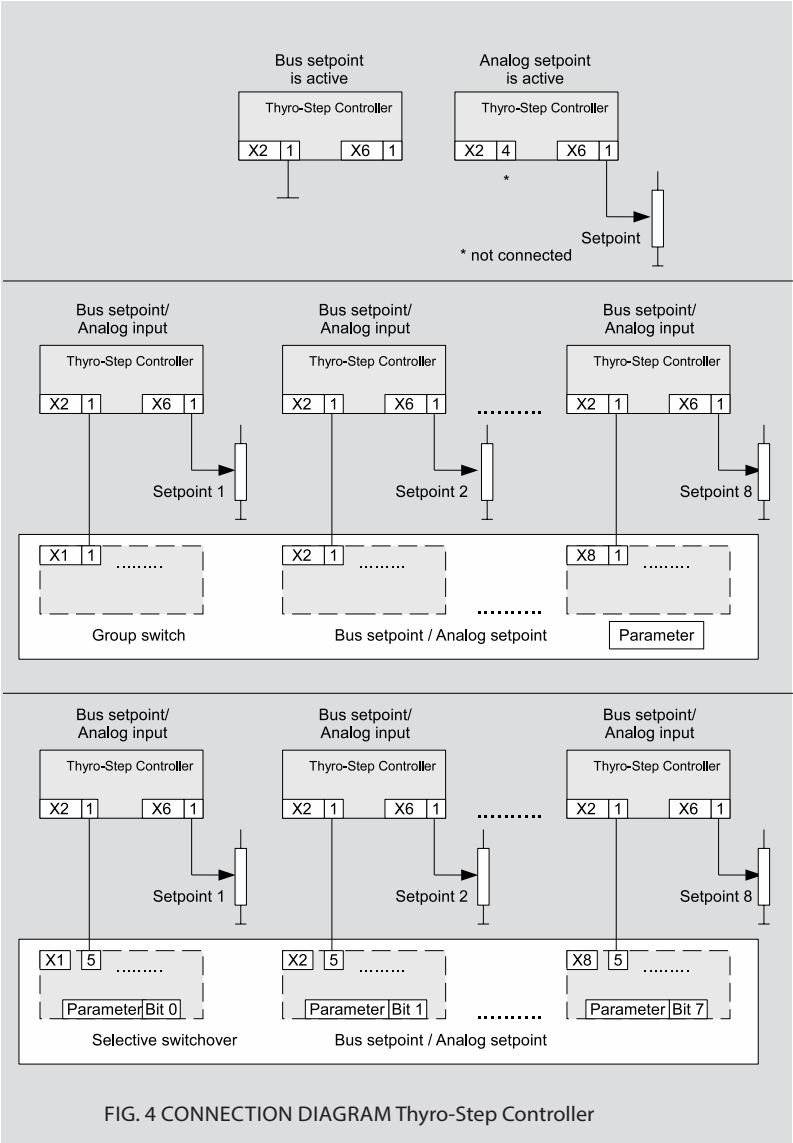 Bus setpoint Analog setpoint
is active is active
Thyro-Step Controller Thyro-Step Controller
X2 1 X6 1 X2 4 X6 1
*
Setpoint
* not connected
Bus setpoint/ Bus setpoint/ Bus setpoint/
Analog input Analog input Analog input
Thyro-Step Controller Thyro-Step Controller Thyro-Step Controller
X2 1 X6 1 X2 1 X6 1 .......... X2 1 X6 1
Setpoint 1 Setpoint 2 Setpoint 8
X1 1 ......... X2 1 ......... X8 1 .........
..........
Group switch Bus setpoint / Analog setpoint Parameter
Bus setpoint/ Bus setpoint/ Bus setpoint/
Analog input Analog input Analog input
Thyro-Step Controller Thyro-Step Controller Thyro-Step Controller
X2 1 X6 1 X2 1 X6 1 .......... X2 1 X6 1
Setpoint 1 Setpoint 2 Setpoint 8
X1 5 ......... X2 5 ......... X8 5 .........
Parameter Bit 0 Parameter Bit 1 .......... Parameter Bit 7
Selective switchover Bus setpoint / Analog setpoint
FIG. 4 CONNECTION DIAGRAM Thyro-Step Controller